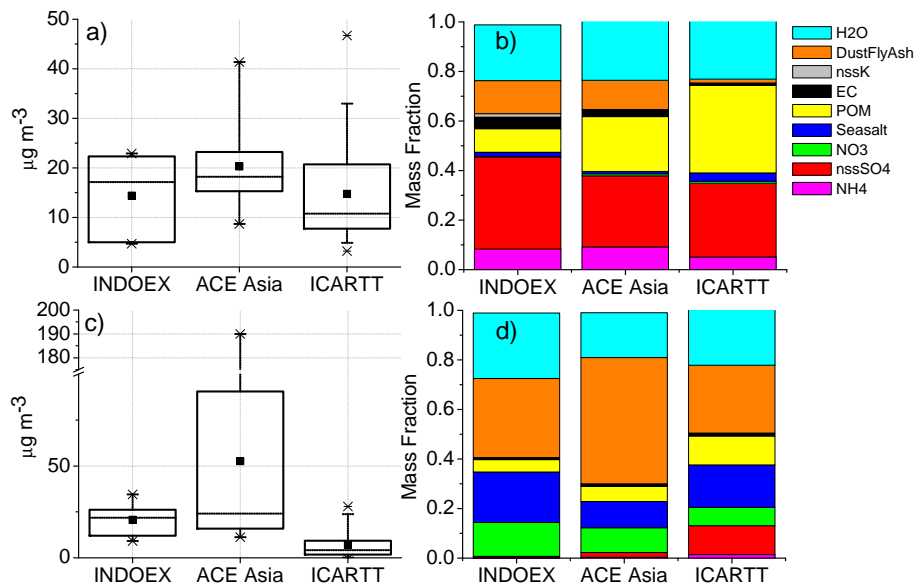 a)
50
40
30
20
10
0
µg m-3
INDOEX ACE Asia ICARTT
b)
1.0
0.8
0.6
0.4
0.2
0.0
Mass Fraction
INDOEX ACE Asia ICARTT
H2O
DustFlyAsh
nssK
EC
POM
Seasalt
NO3
nssSO4
NH4
c)
200
190
180
50
0
µg m-3
INDOEX ACE Asia ICARTT
d)
1.0
0.8
0.6
0.4
0.2
0.0
Mass Fraction
INDOEX ACE Asia ICARTT